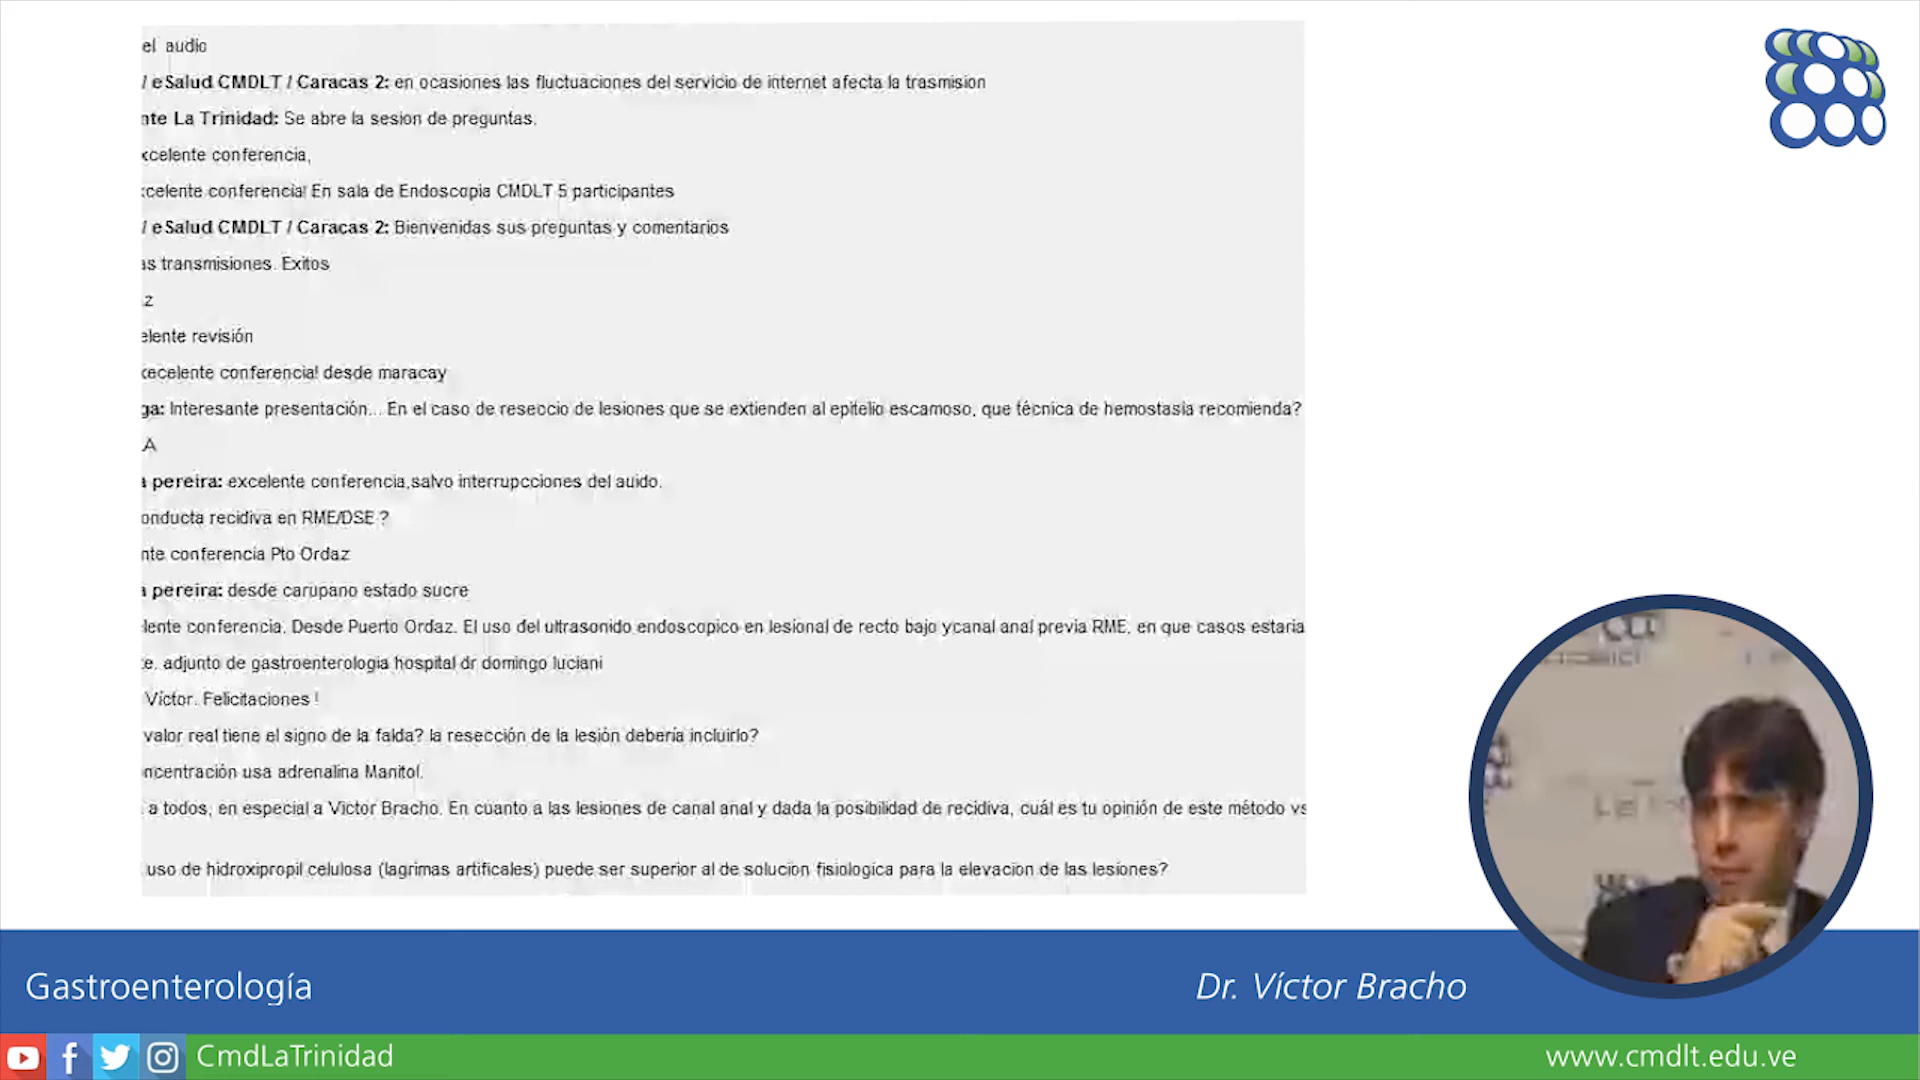 el audio
/ eSalud CMDLT / Caracas 2: en ocasiones las fluctuaciones del servicio de internet afecta la trasmision
nte La Trinidad: Se abre la sesion de preguntas.
xcelente conferencia,
xcelente conferencia! En sala de Endoscopia CMDLT 5 participantes
/ eSalud CMDLT / Caracas 2: Bienvenidas sus preguntas y comentarios
as transmisiones. Exitos
z
elente revisión
xecelente conferencia! desde maracay
ga: Interesante presentación... En el caso de reseccio de lesiones que se extienden al epitelio escamoso, que técnica de hemostasia recomienda?
A
a pereira: excelente conferencia,salvo interrupcciones del auido.
onducta recidiva en RME/DSE ?
nte conferencia Pto Ordaz
a pereira: desde carupano estado sucre
lente conferencia. Desde Puerto Ordaz. El uso del ultrasonido endoscopico en lesional de recto bajo ycanal anal previa RME, en que casos estaria
te. adjunto de gastroenterologia hospital dr domingo luciani
Víctor. Felicitaciones !
valor real tiene el signo de la falda? la resección de la lesión debería incluirlo?
ncentración usa adrenalina Manitol.
a todos, en especial a Victor Bracho. En cuanto a las lesiones de canal anal y dada la posibilidad de recidiva, cuál es tu opinión de este método vs
uso de hidroxipropil celulosa (lagrimas artificales) puede ser superior al de solucion fisiologica para la elevacion de las lesiones?
Gastroenterología
Dr. Víctor Bracho
CmdLaTrinidad
www.cmdlt.edu.ve